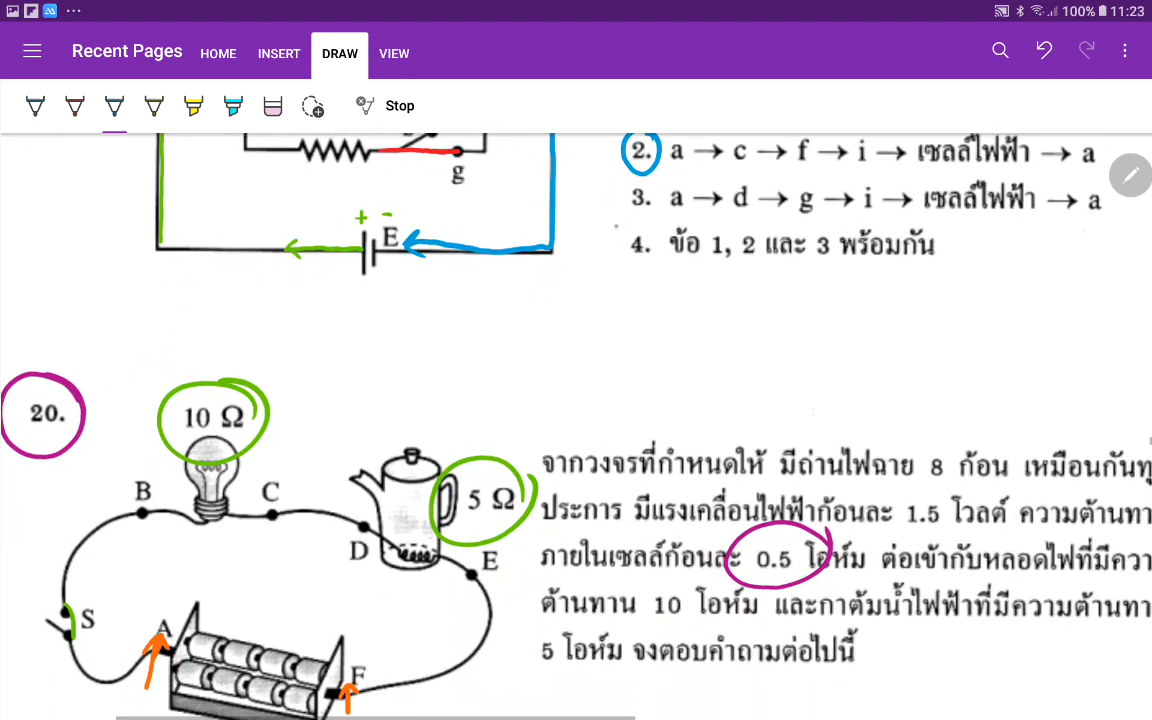 100% 11:23
Recent Pages HOME INSERT DRAW VIEW
Stop
g
+ -
E
2. a → c → f → i → เซลล์ไฟฟ้า → a
3. a → d → g → i → เซลล์ไฟฟ้า → a
4. ข้อ 1, 2 และ 3 พร้อมกัน
20.
10 Ω
B
C
5 Ω
D
E
S
A
F
จากวงจรที่กำหนดให้ มีถ่านไฟฉาย 8 ก้อน เหมือนกันทุ
ประการ มีแรงเคลื่อนไฟฟ้าก้อนละ 1.5 โวลต์ ความต้านทา
ภายในเซลล์ก้อนละ 0.5 โอห์ม ต่อเข้ากับหลอดไฟที่มีควา
ต้านทาน 10 โอห์ม และกาต้มน้ำไฟฟ้าที่มีความต้านทา
5 โอห์ม จงตอบคำถามต่อไปนี้